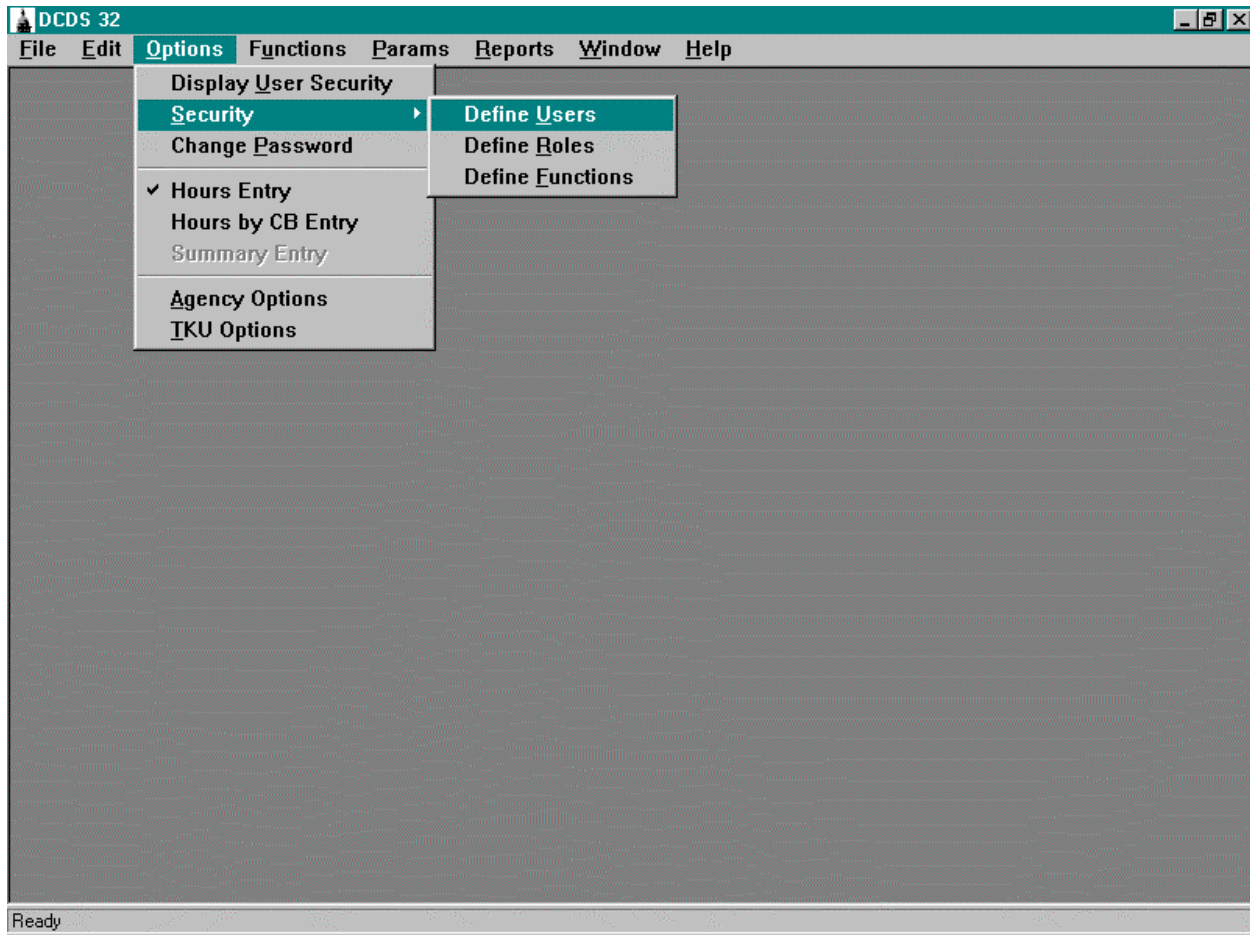 DCDS 32
File Edit Options Functions Params Reports Window Help
Display User Security
Security
Change Password
Hours Entry
Hours by CB Entry
Summary Entry
Agency Options
TKU Options
Define Users
Define Roles
Define Functions
Ready